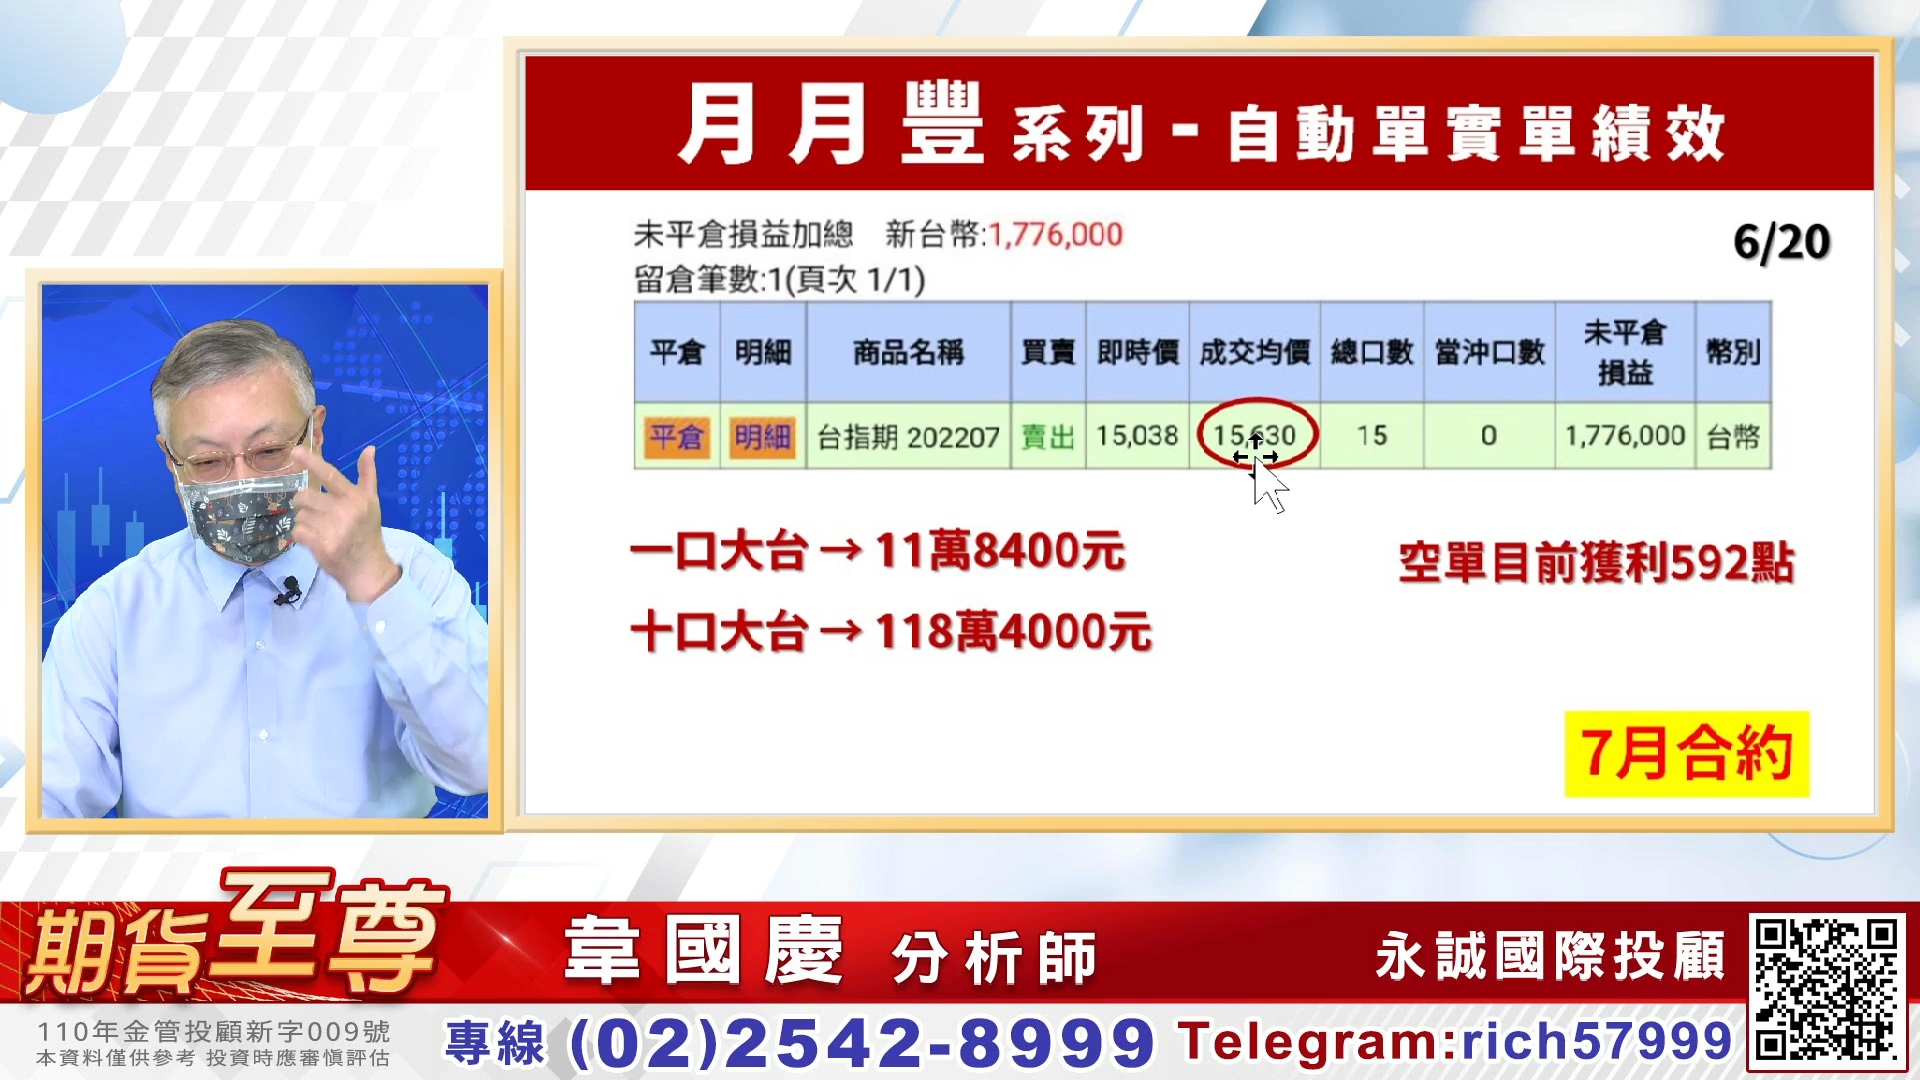 月月豐系列-自動單實單績效
未平倉損益加總 新台幣:1,776,000
6/20
留倉筆數:1(頁次 1/1)
平倉 明細 商品名稱 買賣 即時價 成交均價 總口數 當沖口數 未平倉損益 幣別
平倉 明細 台指期 202207 賣出 15,038 15,630 15 0 1,776,000 台幣
一口大台→11萬8400元
空單目前獲利592點
十口大台→118萬4000元
7月合約
期貨至尊
韋國慶 分析師
永誠國際投顧
110年金管投顧新字009號
本資料僅供參考 投資時應審慎評估
專線 (02)2542-8999
Telegram:rich57999